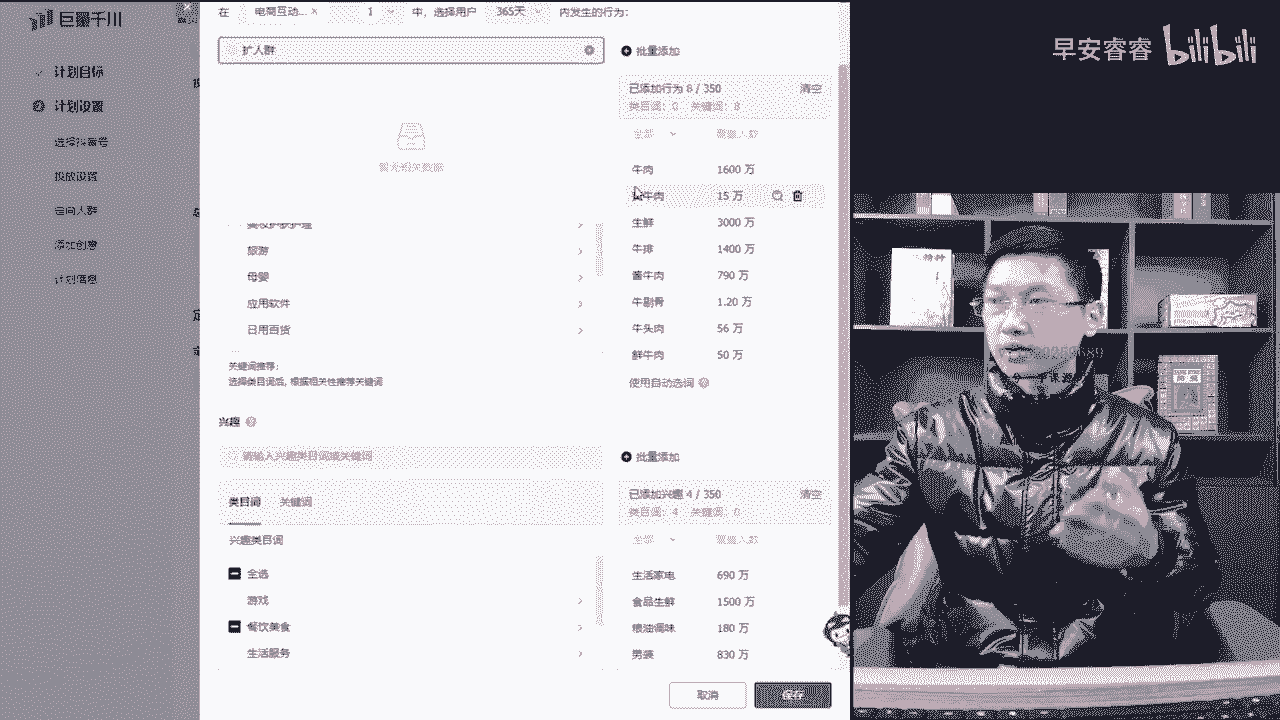 巨量千川
计划目标
计划设置
投放设置
定向人群
添加创意
计划信息
在 电商互动... × 1 中，选择用户 365天 内发生的行为：
扩人群
批量添加
已添加行为 8 / 350 清空
类目词：0 关键词：8
全部 覆盖人数
暂无相关数据
牛肉 1600 万
牛肉 15 万
生鲜 3000 万
牛排 1400 万
酱牛肉 790 万
牛剔骨 1.20 万
牛头肉 56 万
鲜牛肉 50 万
使用自动选词
旅游
母婴
应用软件
日用百货
关键词推荐：
选择类目词后, 根据相关性推荐关键词
兴趣
请输入兴趣类目词或关键词
批量添加
类目词 关键词
已添加兴趣 4 / 350 清空
类目词：4 关键词：0
全部 覆盖人数
兴趣类目词
全选
游戏
餐饮美食
生活服务
生活家电 690 万
食品生鲜 1500 万
粮油调味 180 万
男装 830 万
取消
保存
早安睿睿 bilibili